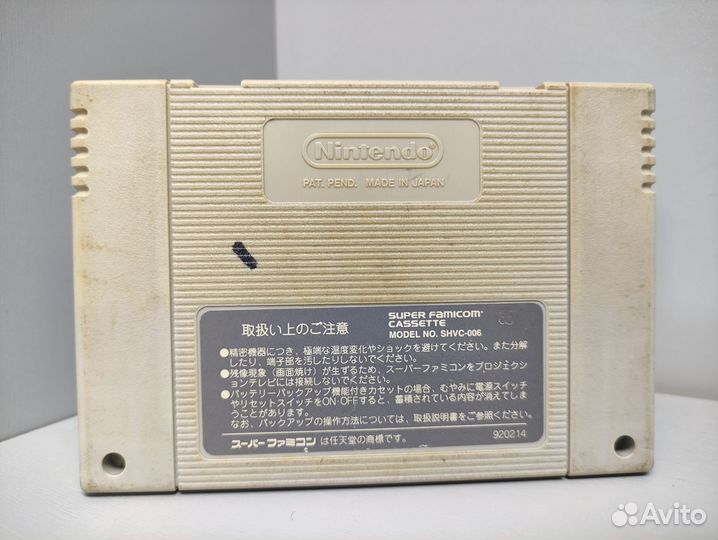 Nintendo®
PAT. PEND. MADE IN JAPAN
取扱い上のご注意
SUPER FAMICOM™
CASSETTE
MODEL NO. SHVC-006
●精密機器につき、極端な温度変化やショックを避けてください。また分解
したり、端子部を汚したりしないでください。
●残像現象（画面焼け）が生ずるため、スーパーファミコンをプロジェク
ションテレビには接続しないでください。
●バッテリーバックアップ機能付きカセットの場合、むやみに電源スイッチ
やリセットスイッチをON・OFFすると、蓄積されている内容が消えてしま
うことがあります。
なお、バックアップの操作方法については、取扱説明書をご参照ください。
スーパーファミコン は任天堂の商標です。
920214
Avito